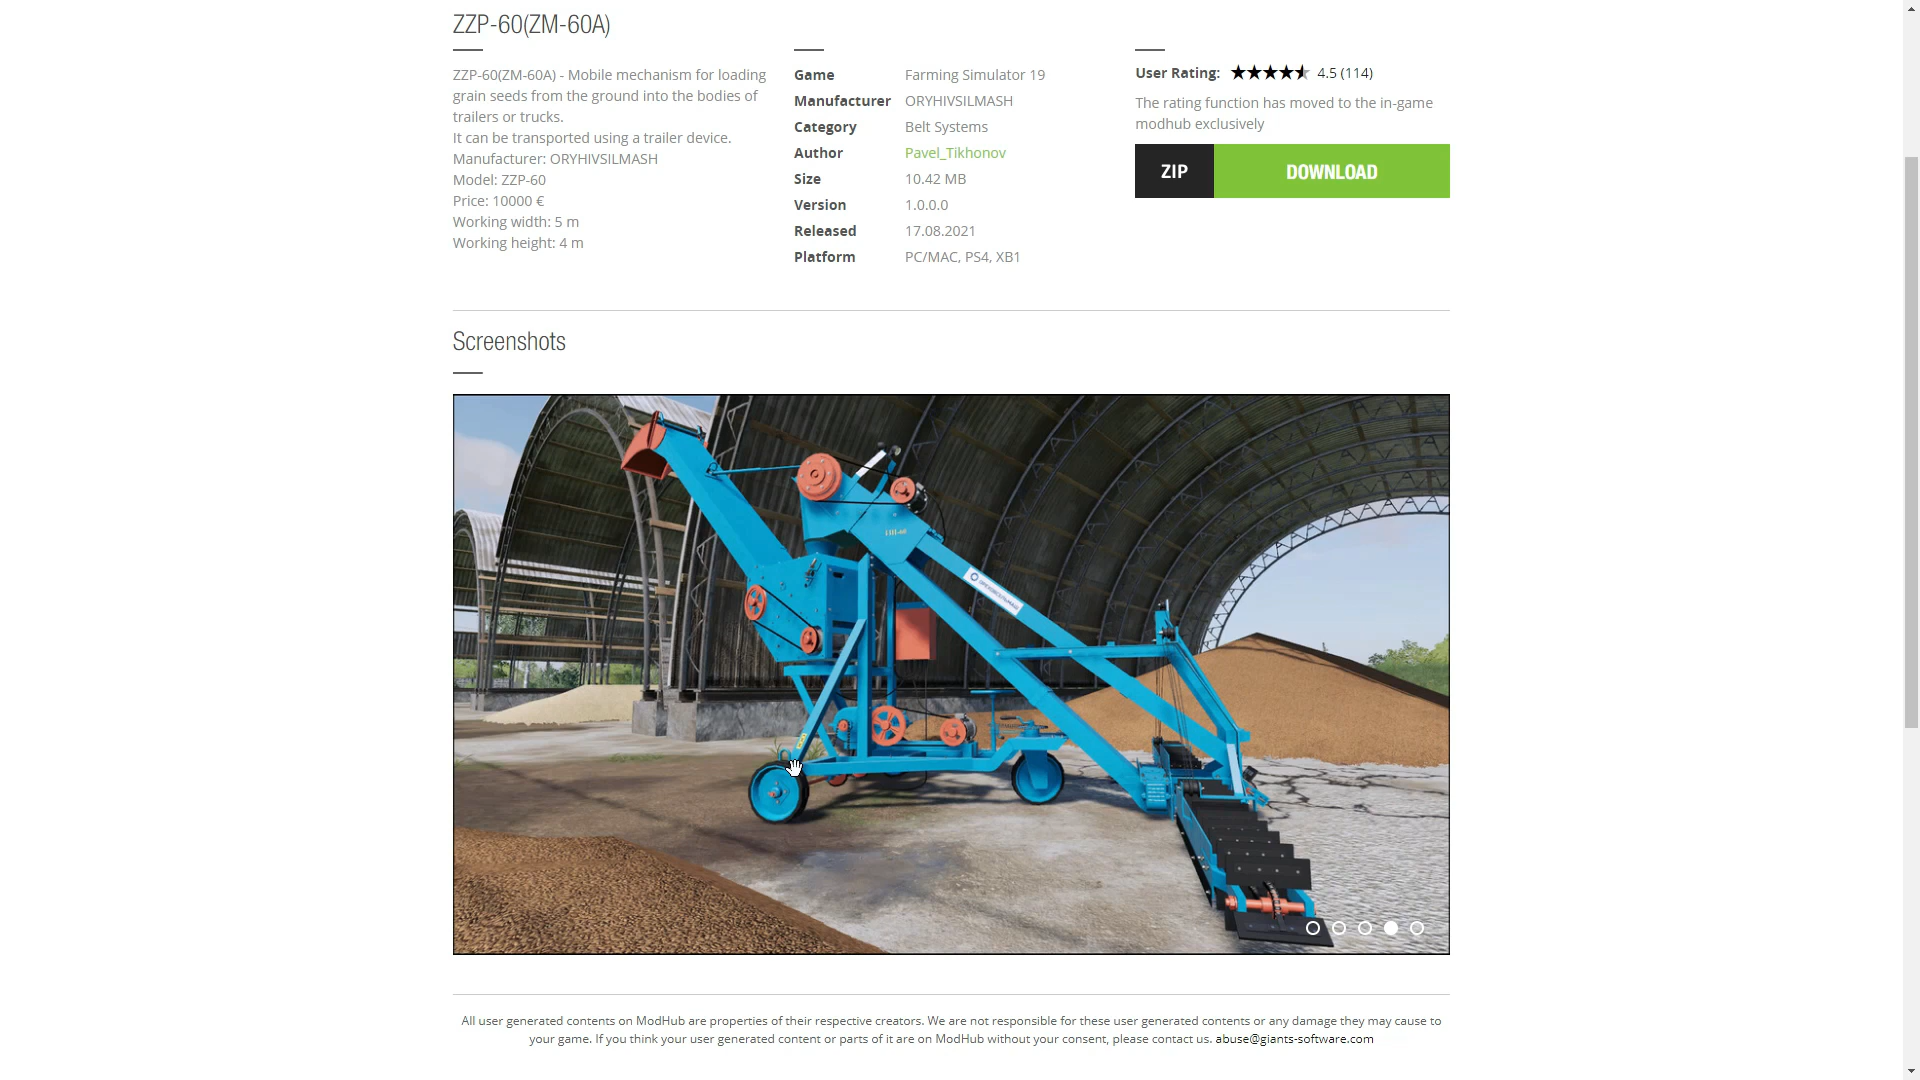 ZZP-60(ZM-60A)
ZZP-60(ZM-60A) - Mobile mechanism for loading
grain seeds from the ground into the bodies of
trailers or trucks.
It can be transported using a trailer device.
Manufacturer: ORYHIVSILMASH
Model: ZZP-60
Price: 10000 €
Working width: 5 m
Working height: 4 m
Game Farming Simulator 19
Manufacturer ORYHIVSILMASH
Category Belt Systems
Author Pavel_Tikhonov
Size 10.42 MB
Version 1.0.0.0
Released 17.08.2021
Platform PC/MAC, PS4, XB1
User Rating: 4.5 (114)
The rating function has moved to the in-game
modhub exclusively
ZIP DOWNLOAD
Screenshots
All user generated contents on ModHub are properties of their respective creators. We are not responsible for these user generated contents or any damage they may cause to
your game. If you think your user generated content or parts of it are on ModHub without your consent, please contact us. abuse@giants-software.com